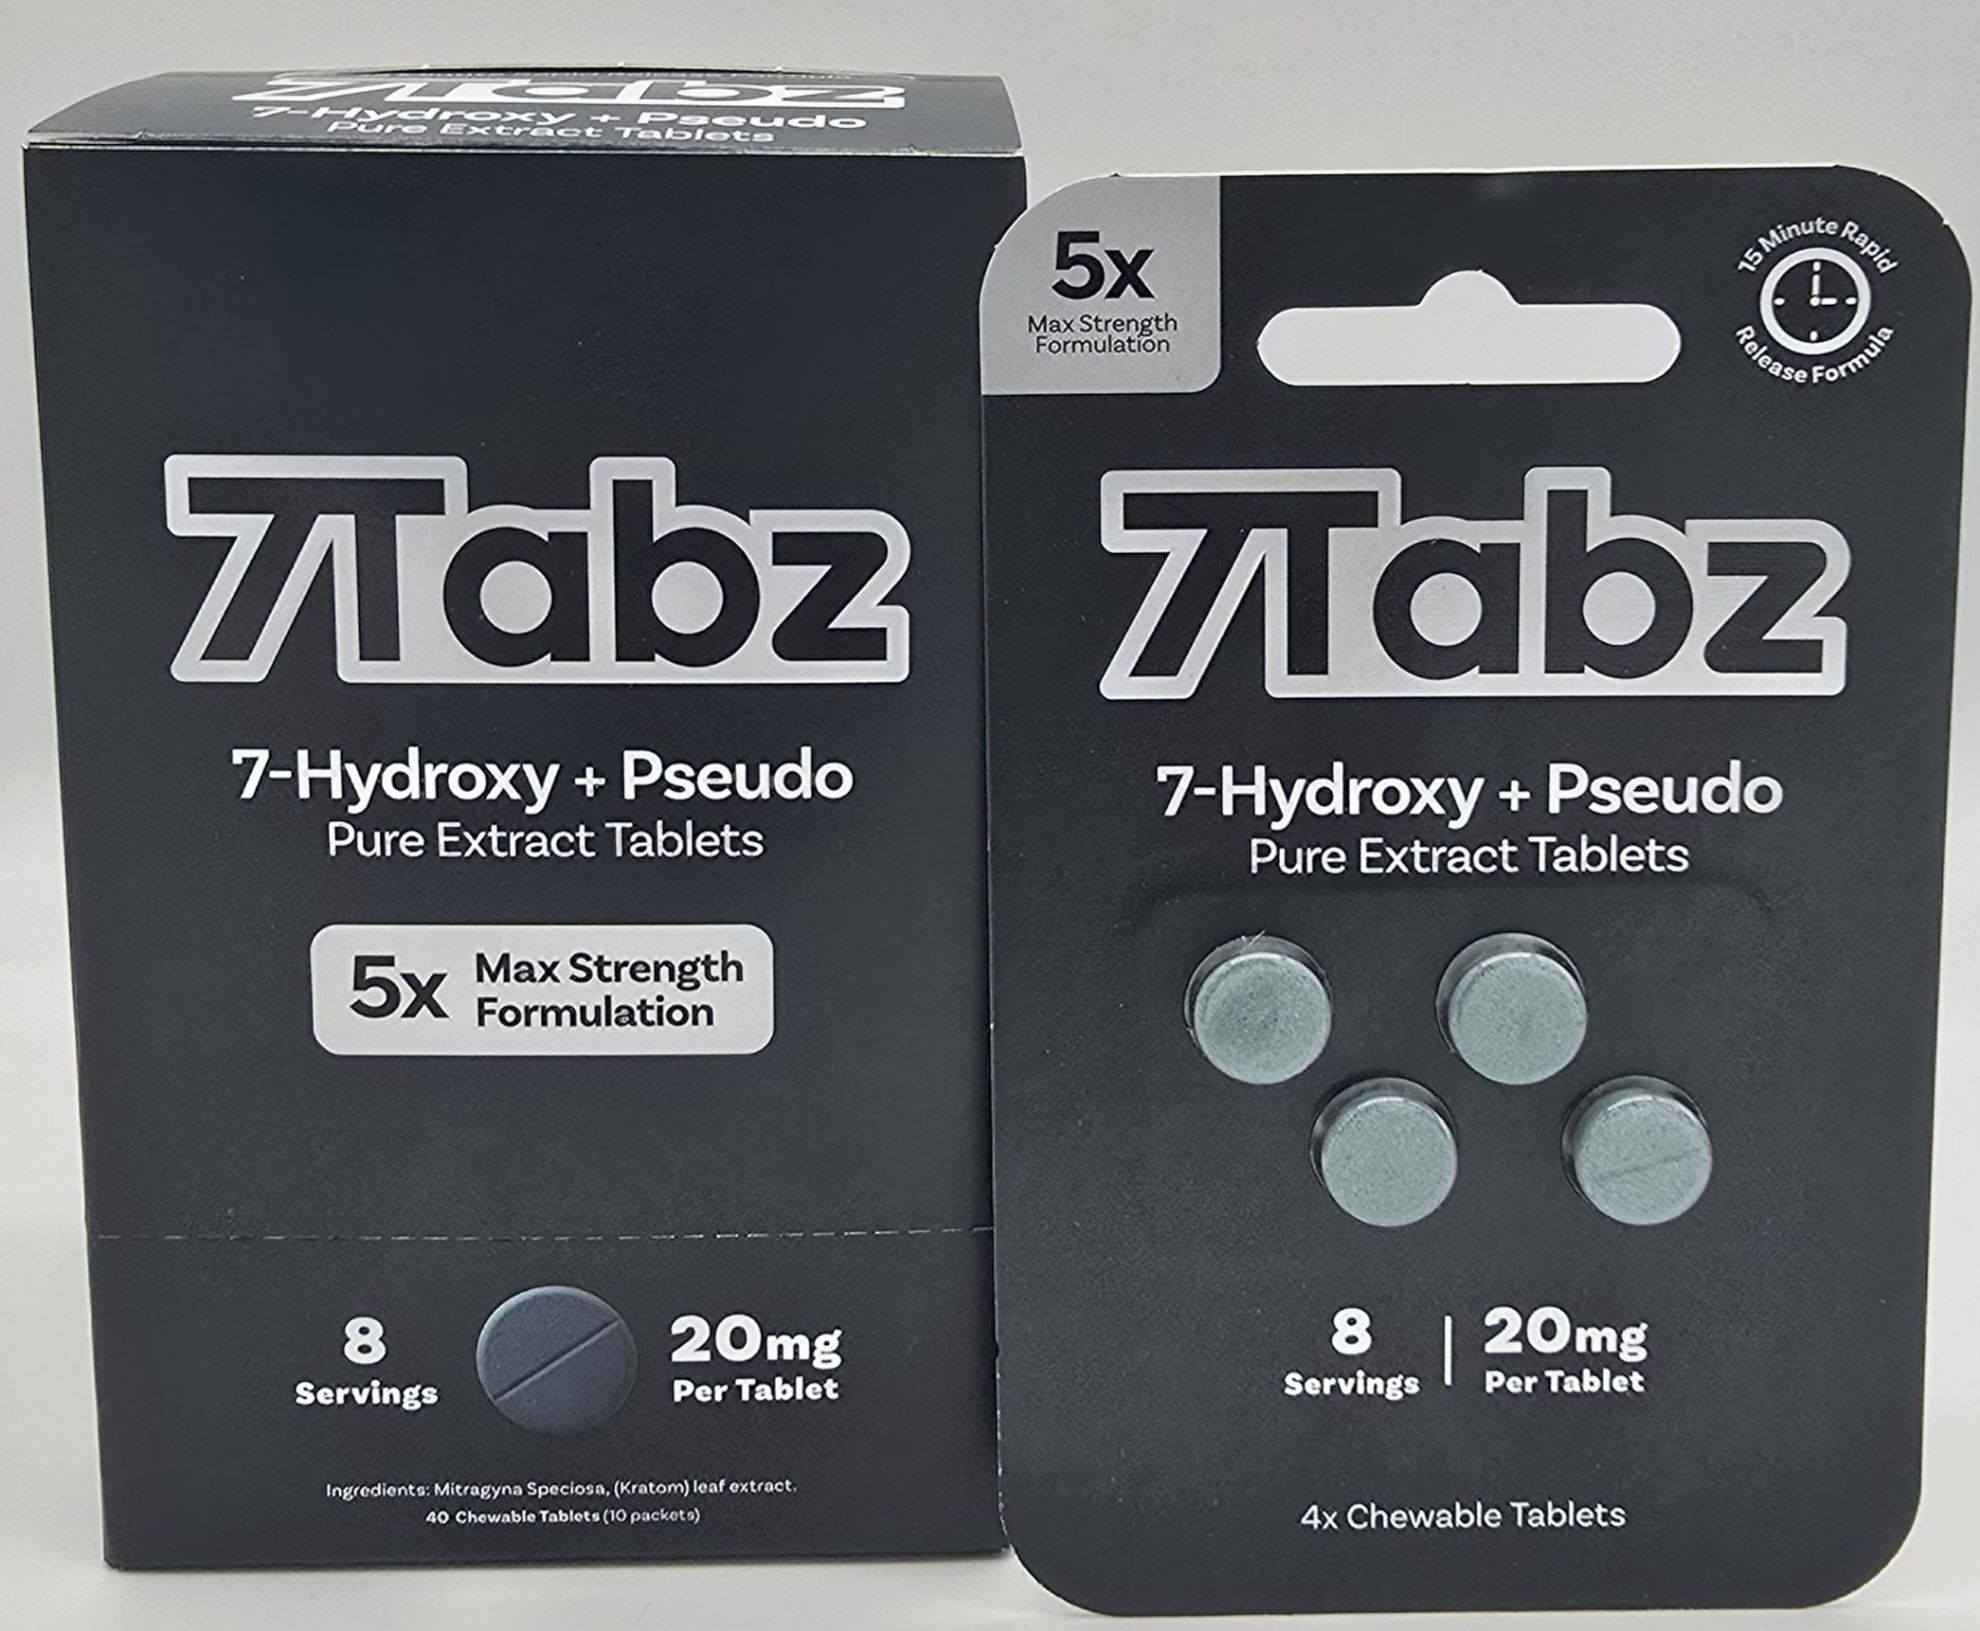 7Tabz
7-Hydroxy + Pseudo
Pure Extract Tablets
7Tabz
7-Hydroxy + Pseudo
Pure Extract Tablets
5x Max Strength
Formulation
8
Servings
20mg
Per Tablet
Ingredients: Mitragyna Speciosa, (Kratom) leaf extract.
40 Chewable Tablets (10 packets)
5x
Max Strength
Formulation
15 Minute Rapid
Release Formula
7Tabz
7-Hydroxy + Pseudo
Pure Extract Tablets
8
Servings
20mg
Per Tablet
4x Chewable Tablets